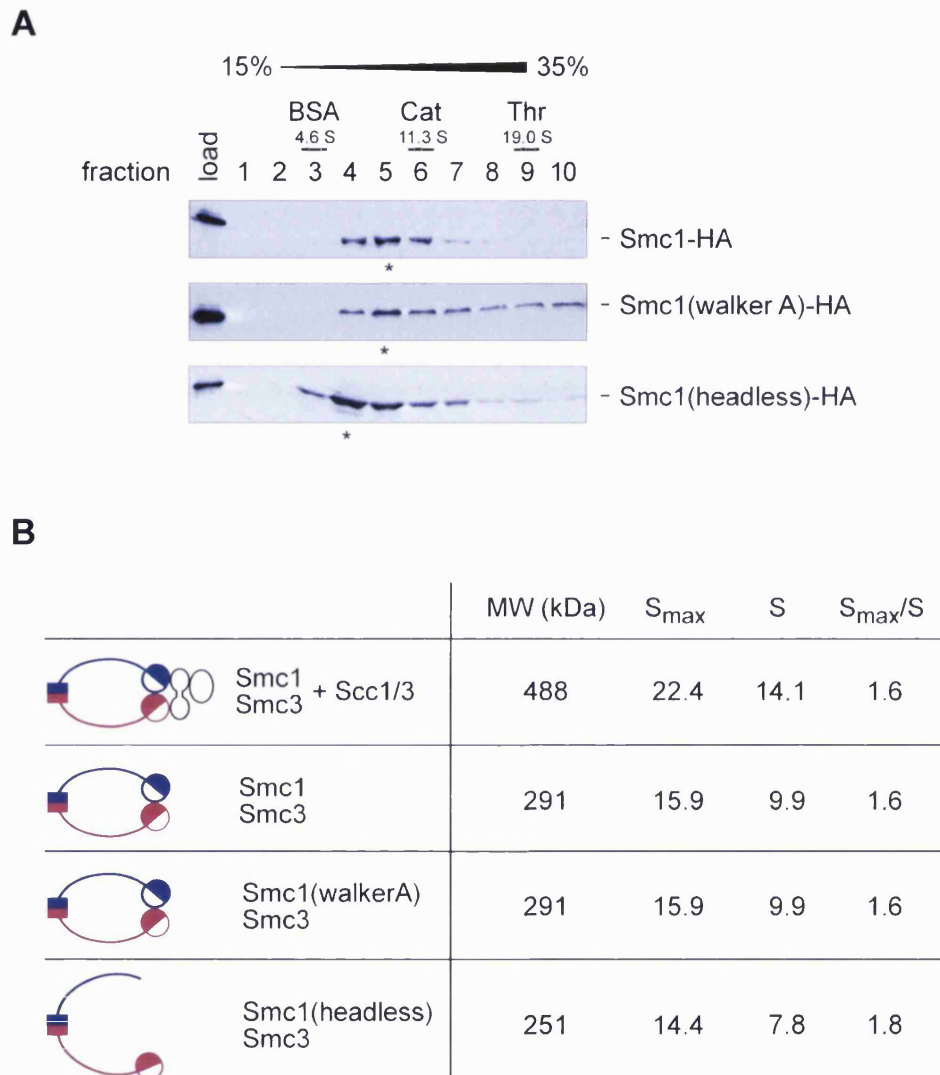 A
15% 35%
BSA Cat Thr
4.6 S 11.3 S 19.0 S
fraction load 1 2 3 4 5 6 7 8 9 10
- Smc1-HA
*
- Smc1(walker A)-HA
*
- Smc1(headless)-HA
*
B
MW (kDa) Smax S Smax/S
Smc1
Smc3 + Scc1/3 488 22.4 14.1 1.6
Smc1
Smc3 291 15.9 9.9 1.6
Smc1(walkerA)
Smc3 291 15.9 9.9 1.6
Smc1(headless)
Smc3 251 14.4 7.8 1.8